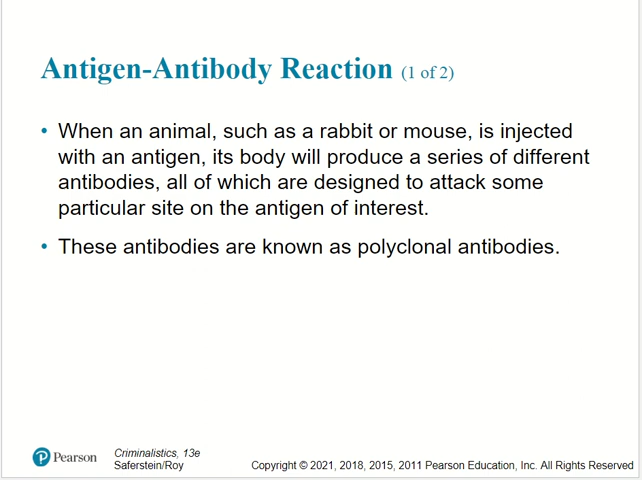 Antigen-Antibody Reaction (1 of 2)
• When an animal, such as a rabbit or mouse, is injected
with an antigen, its body will produce a series of different
antibodies, all of which are designed to attack some
particular site on the antigen of interest.
• These antibodies are known as polyclonal antibodies.
Pearson
Criminalistics, 13e
Saferstein/Roy
Copyright © 2021, 2018, 2015, 2011 Pearson Education, Inc. All Rights Reserved